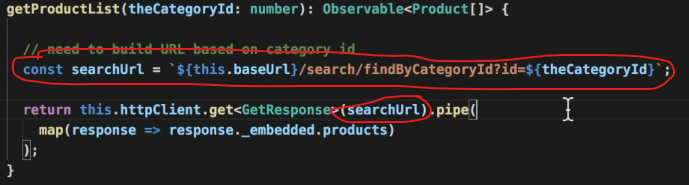 getProductList(theCategoryId: number): Observable<Product[]> {
// need to build URL based on category id
const searchUrl = `${this.baseUrl}/search/findByCategoryId?id=${theCategoryId}`;
return this.httpClient.get<GetResponse>(searchUrl).pipe(
map(response => response._embedded.products)
);
}